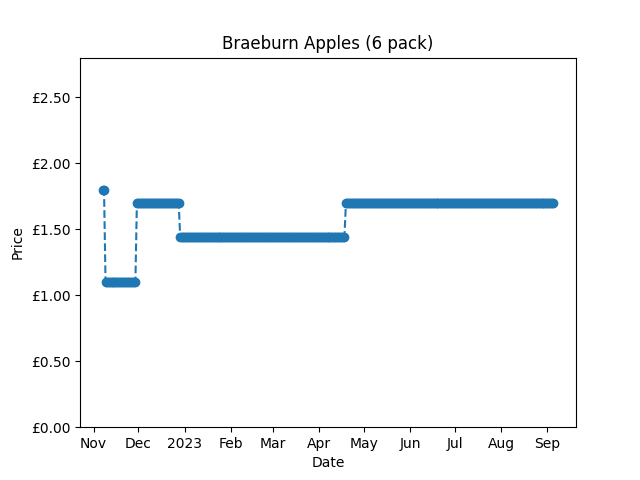 Braeburn Apples (6 pack)
£2.50
£2.00
£1.50
£1.00
£0.50
£0.00
Price
Nov Dec 2023 Feb Mar Apr May Jun Jul Aug Sep
Date